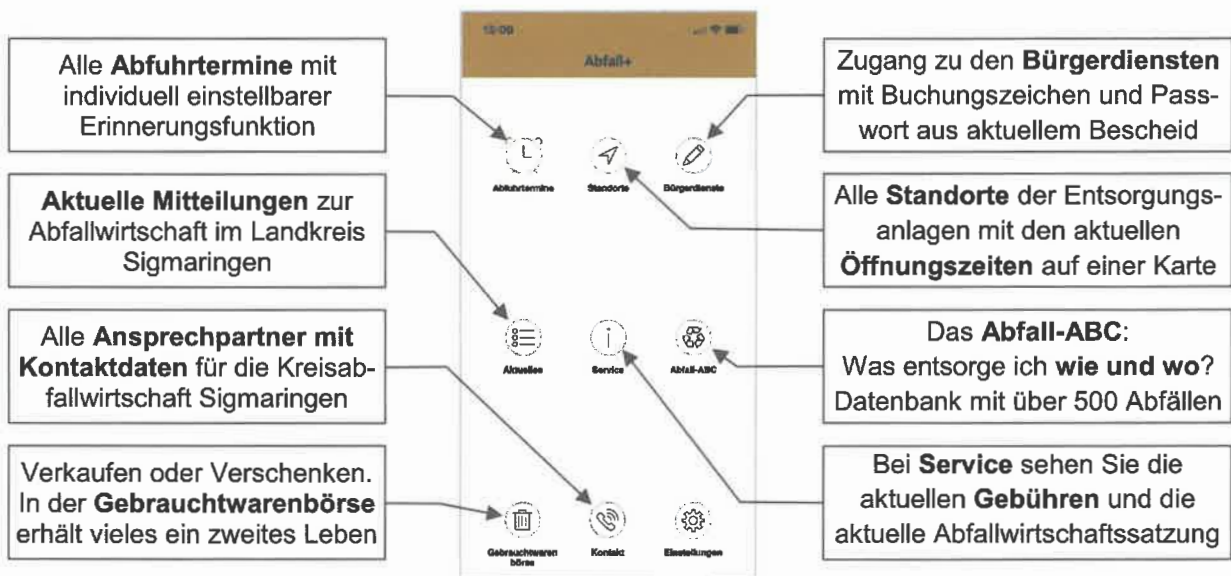 Alle Abfuhrtermine mit
individuell einstellbarer
Erinnerungsfunktion
Aktuelle Mitteilungen zur
Abfallwirtschaft im Landkreis
Sigmaringen
Alle Ansprechpartner mit
Kontaktdaten für die Kreisab-
fallwirtschaft Sigmaringen
Verkaufen oder Verschenken.
In der Gebrauchtwarenbörse
erhält vieles ein zweites Leben
Abfall+
Abfuhrtermine
Standorte
Bürgerdienste
Aktuelles
Service
Abfall-ABC
Gebrauchtwaren
börse
Kontakt
Einstellungen
Zugang zu den Bürgerdiensten
mit Buchungszeichen und Pass-
wort aus aktuellem Bescheid
Alle Standorte der Entsorgungs-
anlagen mit den aktuellen
Öffnungszeiten auf einer Karte
Das Abfall-ABC:
Was entsorge ich wie und wo?
Datenbank mit über 500 Abfällen
Bei Service sehen Sie die
aktuellen Gebühren und die
aktuelle Abfallwirtschaftssatzung